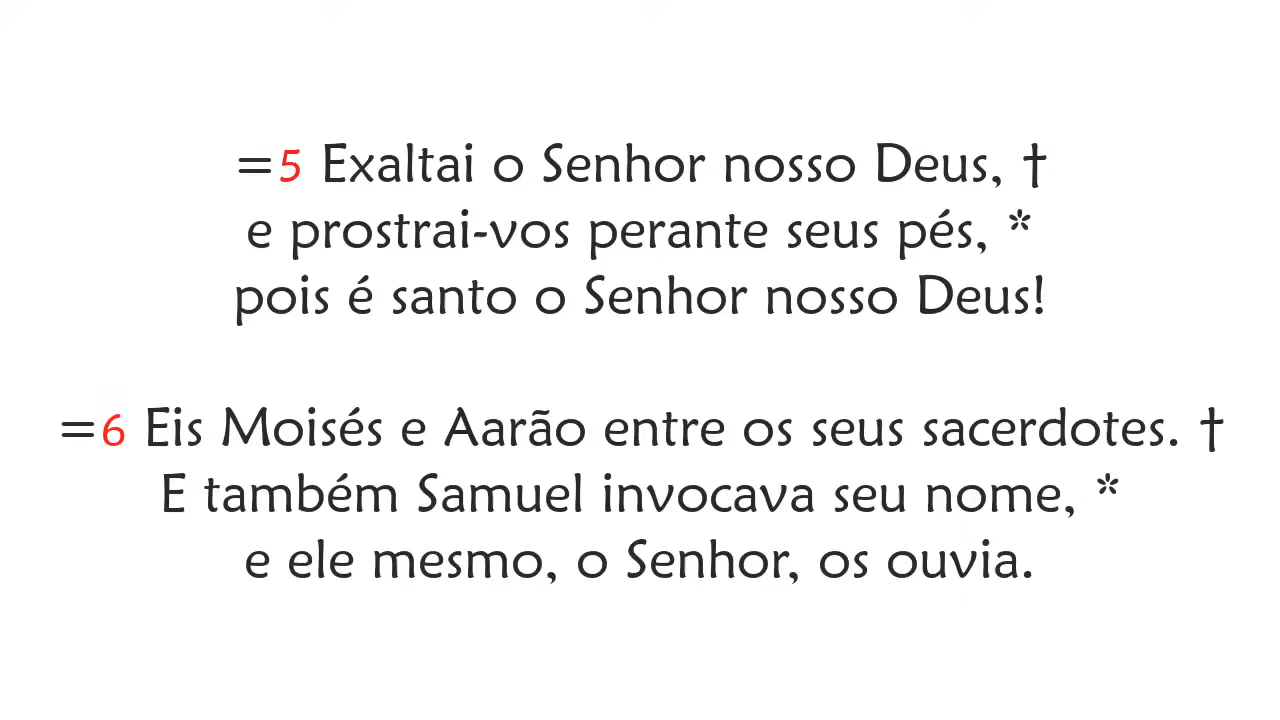 =5 Exaltai o Senhor nosso Deus, †
e prostrai-vos perante seus pés, *
pois é santo o Senhor nosso Deus!
=6 Eis Moisés e Aarão entre os seus sacerdotes. †
E também Samuel invocava seu nome, *
e ele mesmo, o Senhor, os ouvia.